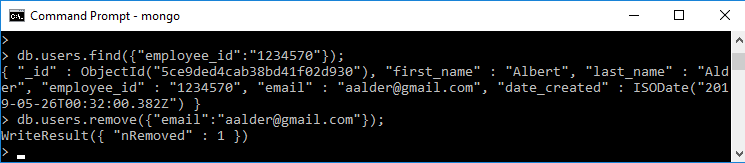 Command Prompt - mongo
>
> db.users.find({"employee_id":"1234570"});
{ "_id" : ObjectId("5ce9ded4cab38bd41f02d930"), "first_name" : "Albert", "last_name" : "Ald
er", "employee_id" : "1234570", "email" : "aalder@gmail.com", "date_created" : ISODate("201
9-05-26T00:32:00.382Z") }
> db.users.remove({"email":"aalder@gmail.com"});
WriteResult({ "nRemoved" : 1 })
>